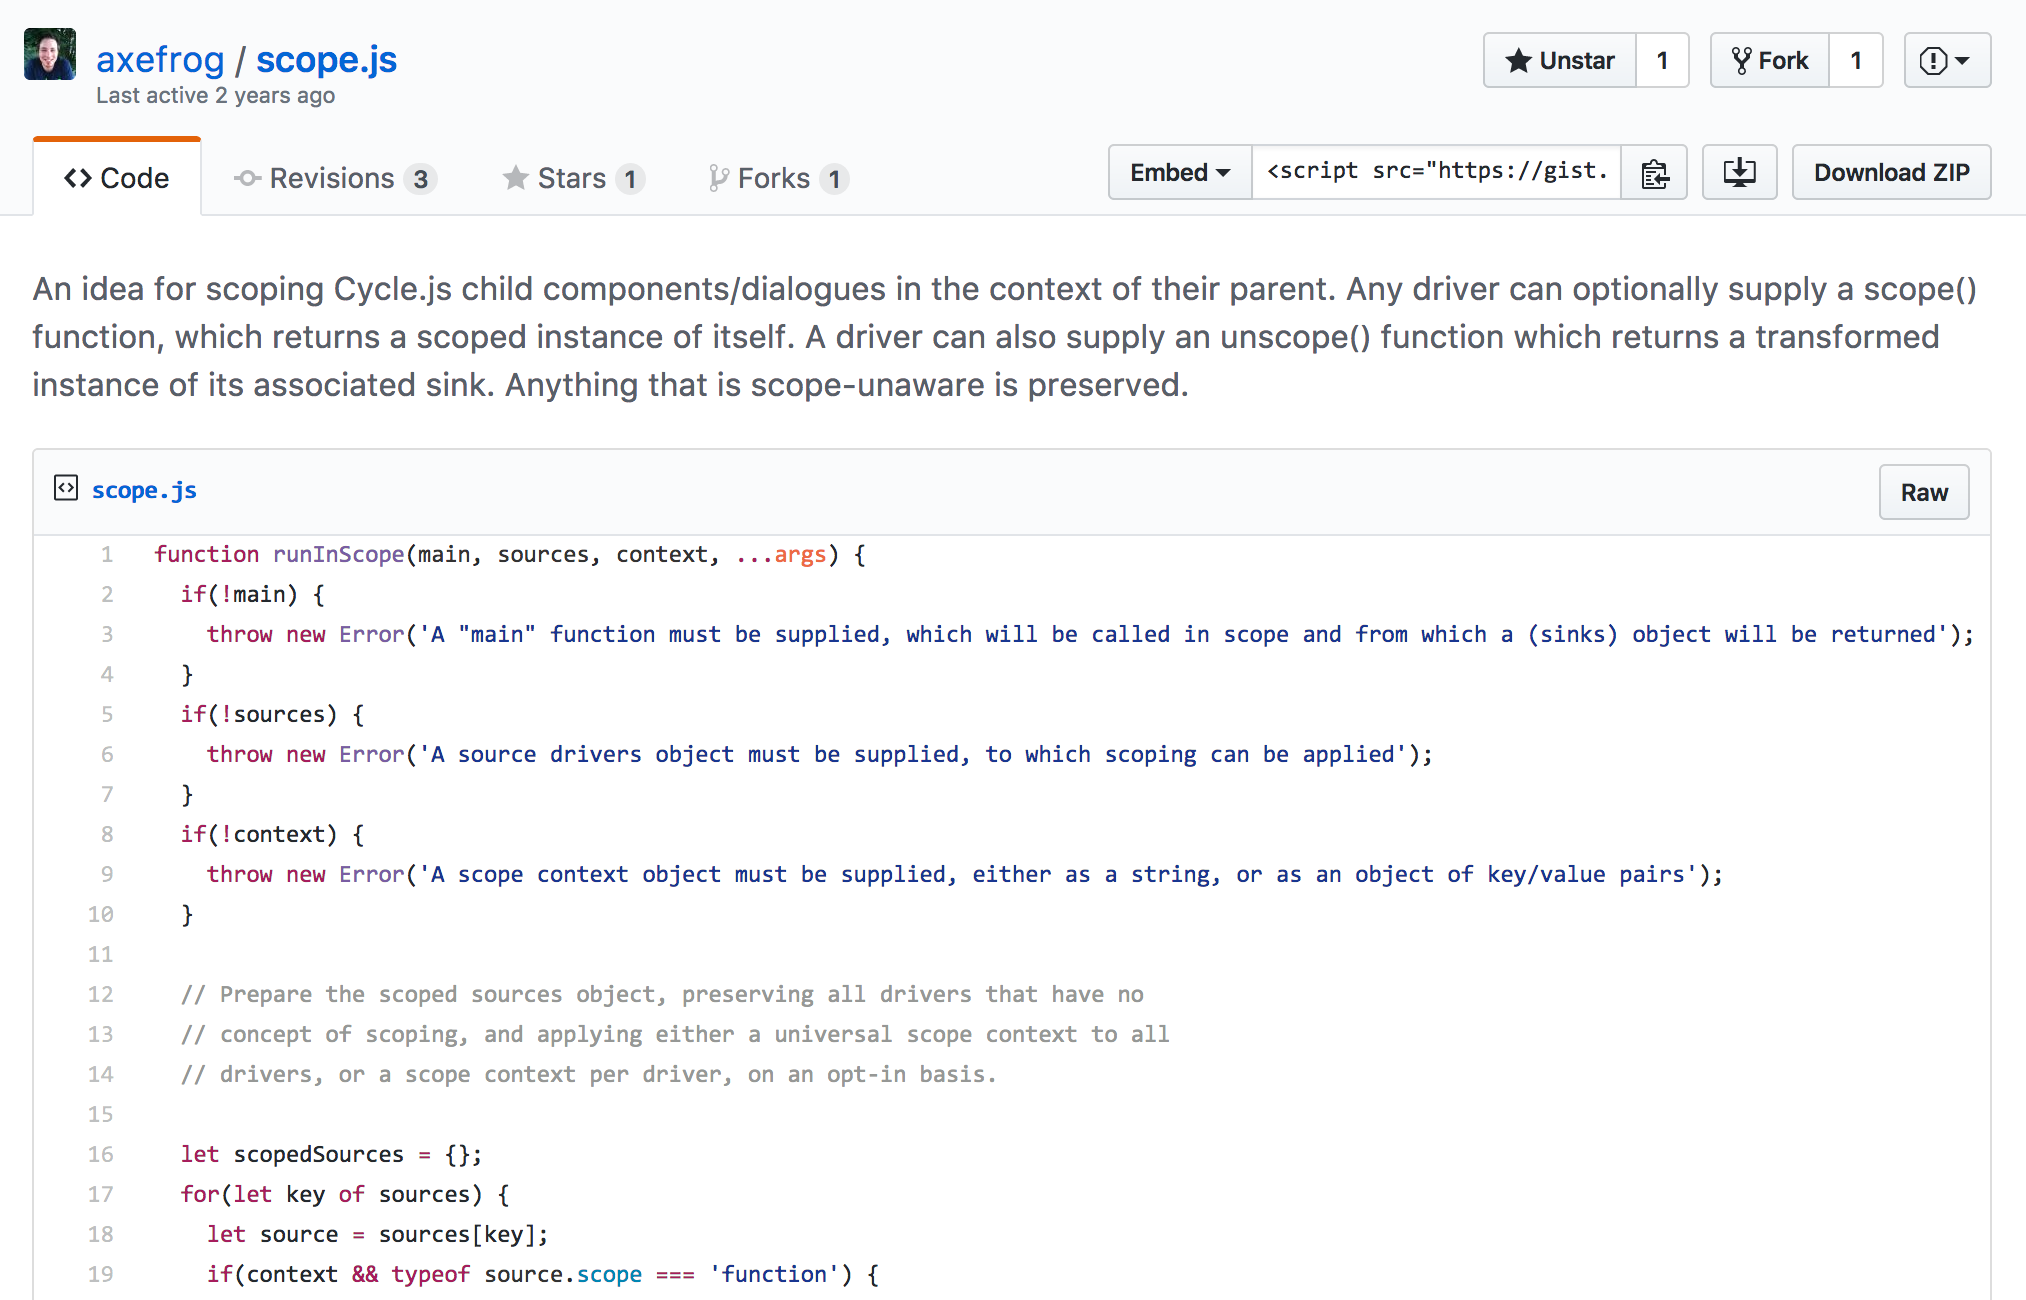 axefrog / scope.js
Last active 2 years ago
Unstar 1
Fork 1
Code
Revisions 3
Stars 1
Forks 1
Embed
<script src="https://gist.
Download ZIP
An idea for scoping Cycle.js child components/dialogues in the context of their parent. Any driver can optionally supply a scope()
function, which returns a scoped instance of itself. A driver can also supply an unscope() function which returns a transformed
instance of its associated sink. Anything that is scope-unaware is preserved.
scope.js
Raw
1 function runInScope(main, sources, context, ...args) {
2 if(!main) {
3 throw new Error('A "main" function must be supplied, which will be called in scope and from which a (sinks) object will be returned');
4 }
5 if(!sources) {
6 throw new Error('A source drivers object must be supplied, to which scoping can be applied');
7 }
8 if(!context) {
9 throw new Error('A scope context object must be supplied, either as a string, or as an object of key/value pairs');
10 }
11
12 // Prepare the scoped sources object, preserving all drivers that have no
13 // concept of scoping, and applying either a universal scope context to all
14 // drivers, or a scope context per driver, on an opt-in basis.
15
16 let scopedSources = {};
17 for(let key of sources) {
18 let source = sources[key];
19 if(context && typeof source.scope === 'function') {